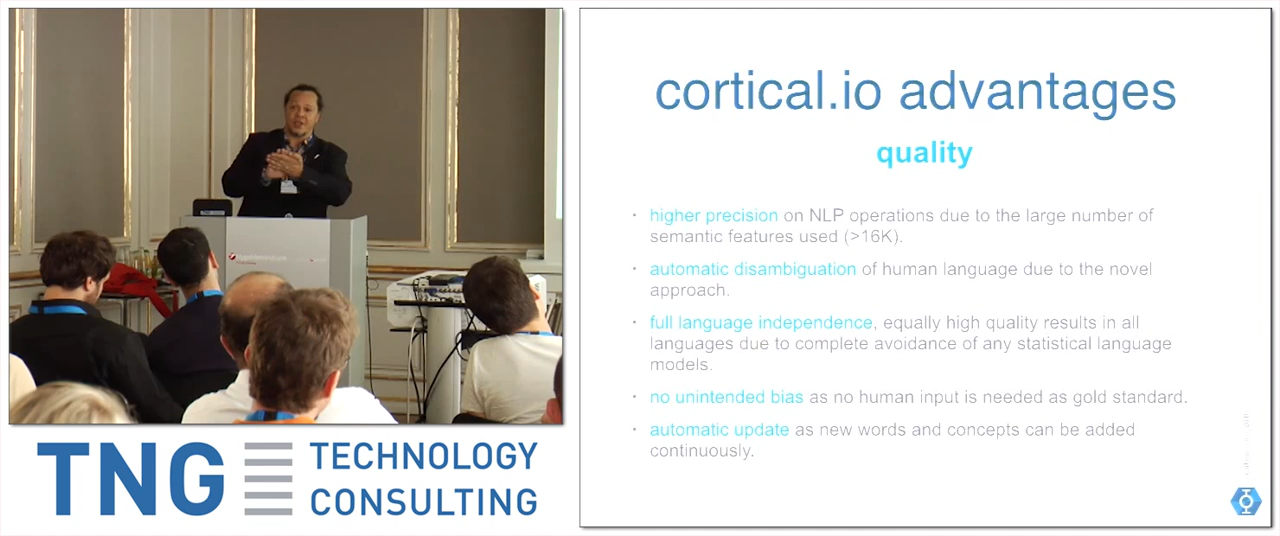 cortical.io advantages
quality
· higher precision on NLP operations due to the large number of
semantic features used (>16K).
· automatic disambiguation of human language due to the novel
approach.
· full language independence, equally high quality results in all
languages due to complete avoidance of any statistical language
models.
· no unintended bias as no human input is needed as gold standard.
· automatic update as new words and concepts can be added
continuously.
TNG TECHNOLOGY
CONSULTING